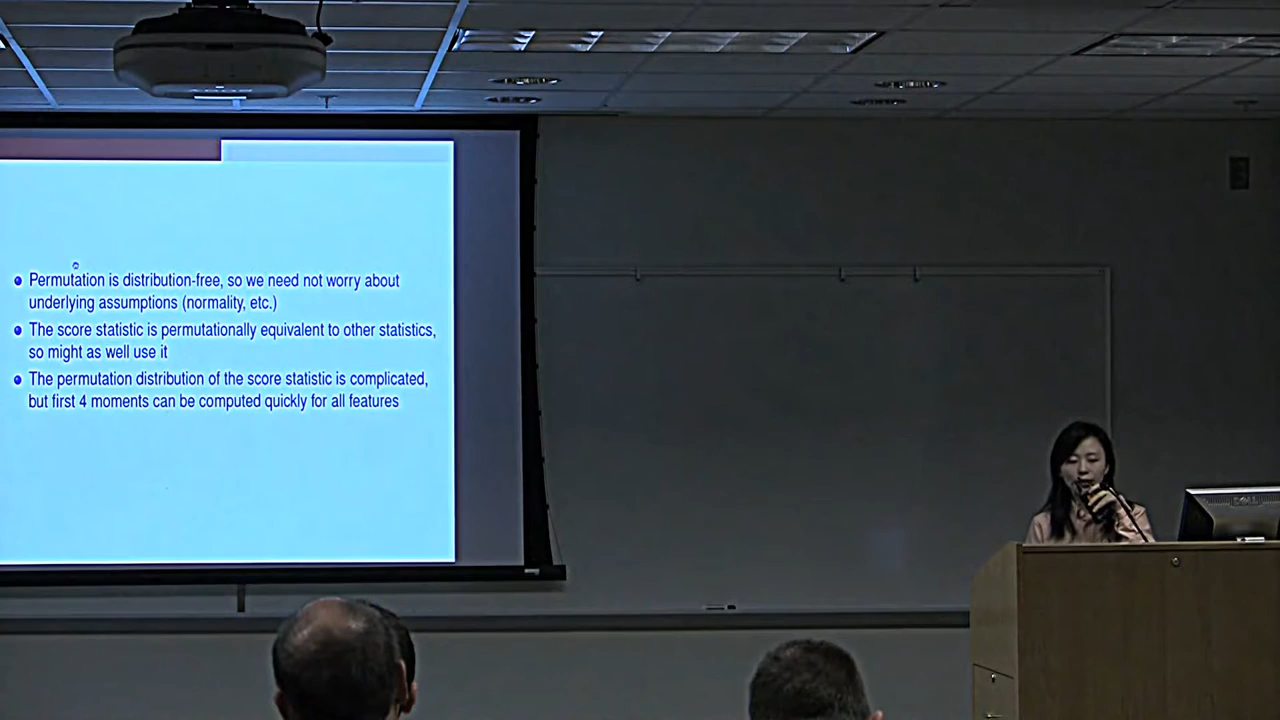 Permutation is distribution-free, so we need not worry about
underlying assumptions (normality, etc.)
The score statistic is permutationally equivalent to other statistics,
so might as well use it
The permutation distribution of the score statistic is complicated,
but first 4 moments can be computed quickly for all features